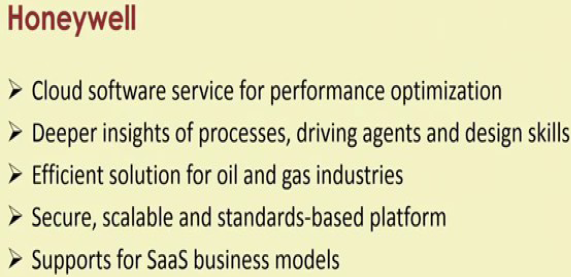 Honeywell
➢ Cloud software service for performance optimization
➢ Deeper insights of processes, driving agents and design skills
➢ Efficient solution for oil and gas industries
➢ Secure, scalable and standards-based platform
➢ Supports for SaaS business models